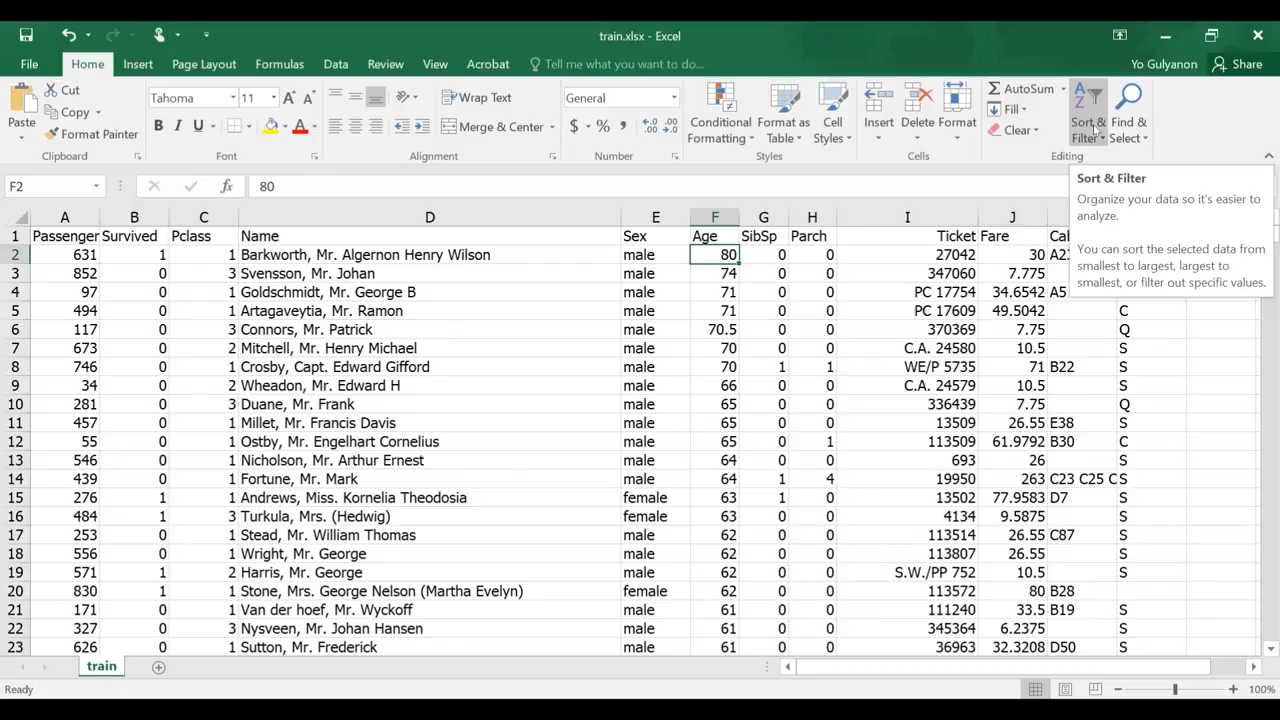 train.xlsx - Excel
File Home Insert Page Layout Formulas Data Review View Acrobat Tell me what you want to do... Yo Gulyanon Share
Paste Cut Copy Format Painter Clipboard
Tahoma 11 B I U A Font
Wrap Text Merge & Center Alignment
General $ % , Number
Conditional Formatting Format as Table Cell Styles Styles
Insert Delete Format Cells
AutoSum Fill Clear Sort & Filter Find & Select Editing
F2 fx 80
Sort & Filter
Organize your data so it's easier to
analyze.
You can sort the selected data from
smallest to largest, largest to
smallest, or filter out specific values.
A B C D E F G H I J
1 Passenger Survived Pclass Name Sex Age SibSp Parch Ticket Fare
2 631 1 1 Barkworth, Mr. Algernon Henry Wilson male 80 0 0 27042 30
3 852 0 3 Svensson, Mr. Johan male 74 0 0 347060 7.775
4 97 0 1 Goldschmidt, Mr. George B male 71 0 0 PC 17754 34.6542 A5
5 494 0 1 Artagaveytia, Mr. Ramon male 71 0 0 PC 17609 49.5042 C
6 117 0 3 Connors, Mr. Patrick male 70.5 0 0 370369 7.75 Q
7 673 0 2 Mitchell, Mr. Henry Michael male 70 0 0 C.A. 24580 10.5 S
8 746 0 1 Crosby, Capt. Edward Gifford male 70 1 1 WE/P 5735 71 B22 S
9 34 0 2 Wheadon, Mr. Edward H male 66 0 0 C.A. 24579 10.5 S
10 281 0 3 Duane, Mr. Frank male 65 0 0 336439 7.75 Q
11 457 0 1 Millet, Mr. Francis Davis male 65 0 0 13509 26.55 E38 S
12 55 0 1 Ostby, Mr. Engelhart Cornelius male 65 0 1 113509 61.9792 B30 C
13 546 0 1 Nicholson, Mr. Arthur Ernest male 64 0 0 693 26 S
14 439 0 1 Fortune, Mr. Mark male 64 1 4 19950 263 C23 C25 C S
15 276 1 1 Andrews, Miss. Kornelia Theodosia female 63 1 0 13502 77.9583 D7 S
16 484 1 3 Turkula, Mrs. (Hedwig) female 63 0 0 4134 9.5875 S
17 253 0 1 Stead, Mr. William Thomas male 62 0 0 113514 26.55 C87 S
18 556 0 1 Wright, Mr. George male 62 0 0 113807 26.55 S
19 571 1 2 Harris, Mr. George male 62 0 0 S.W./PP 752 10.5 S
20 830 1 1 Stone, Mrs. George Nelson (Martha Evelyn) female 62 0 0 113572 80 B28
21 171 0 1 Van der hoef, Mr. Wyckoff male 61 0 0 111240 33.5 B19 S
22 327 0 3 Nysveen, Mr. Johan Hansen male 61 0 0 345364 6.2375 S
23 626 0 1 Sutton, Mr. Frederick male 61 0 0 36963 32.3208 D50 S
train
Ready 100%